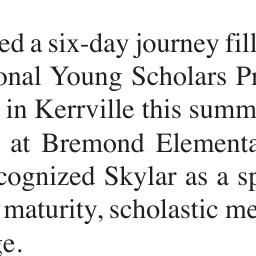 ed a six-day journey fill
onal Young Scholars Pr
in Kerrville this summ
at Bremond Elementa
cognized Skylar as a sp
maturity, scholastic me
ge.